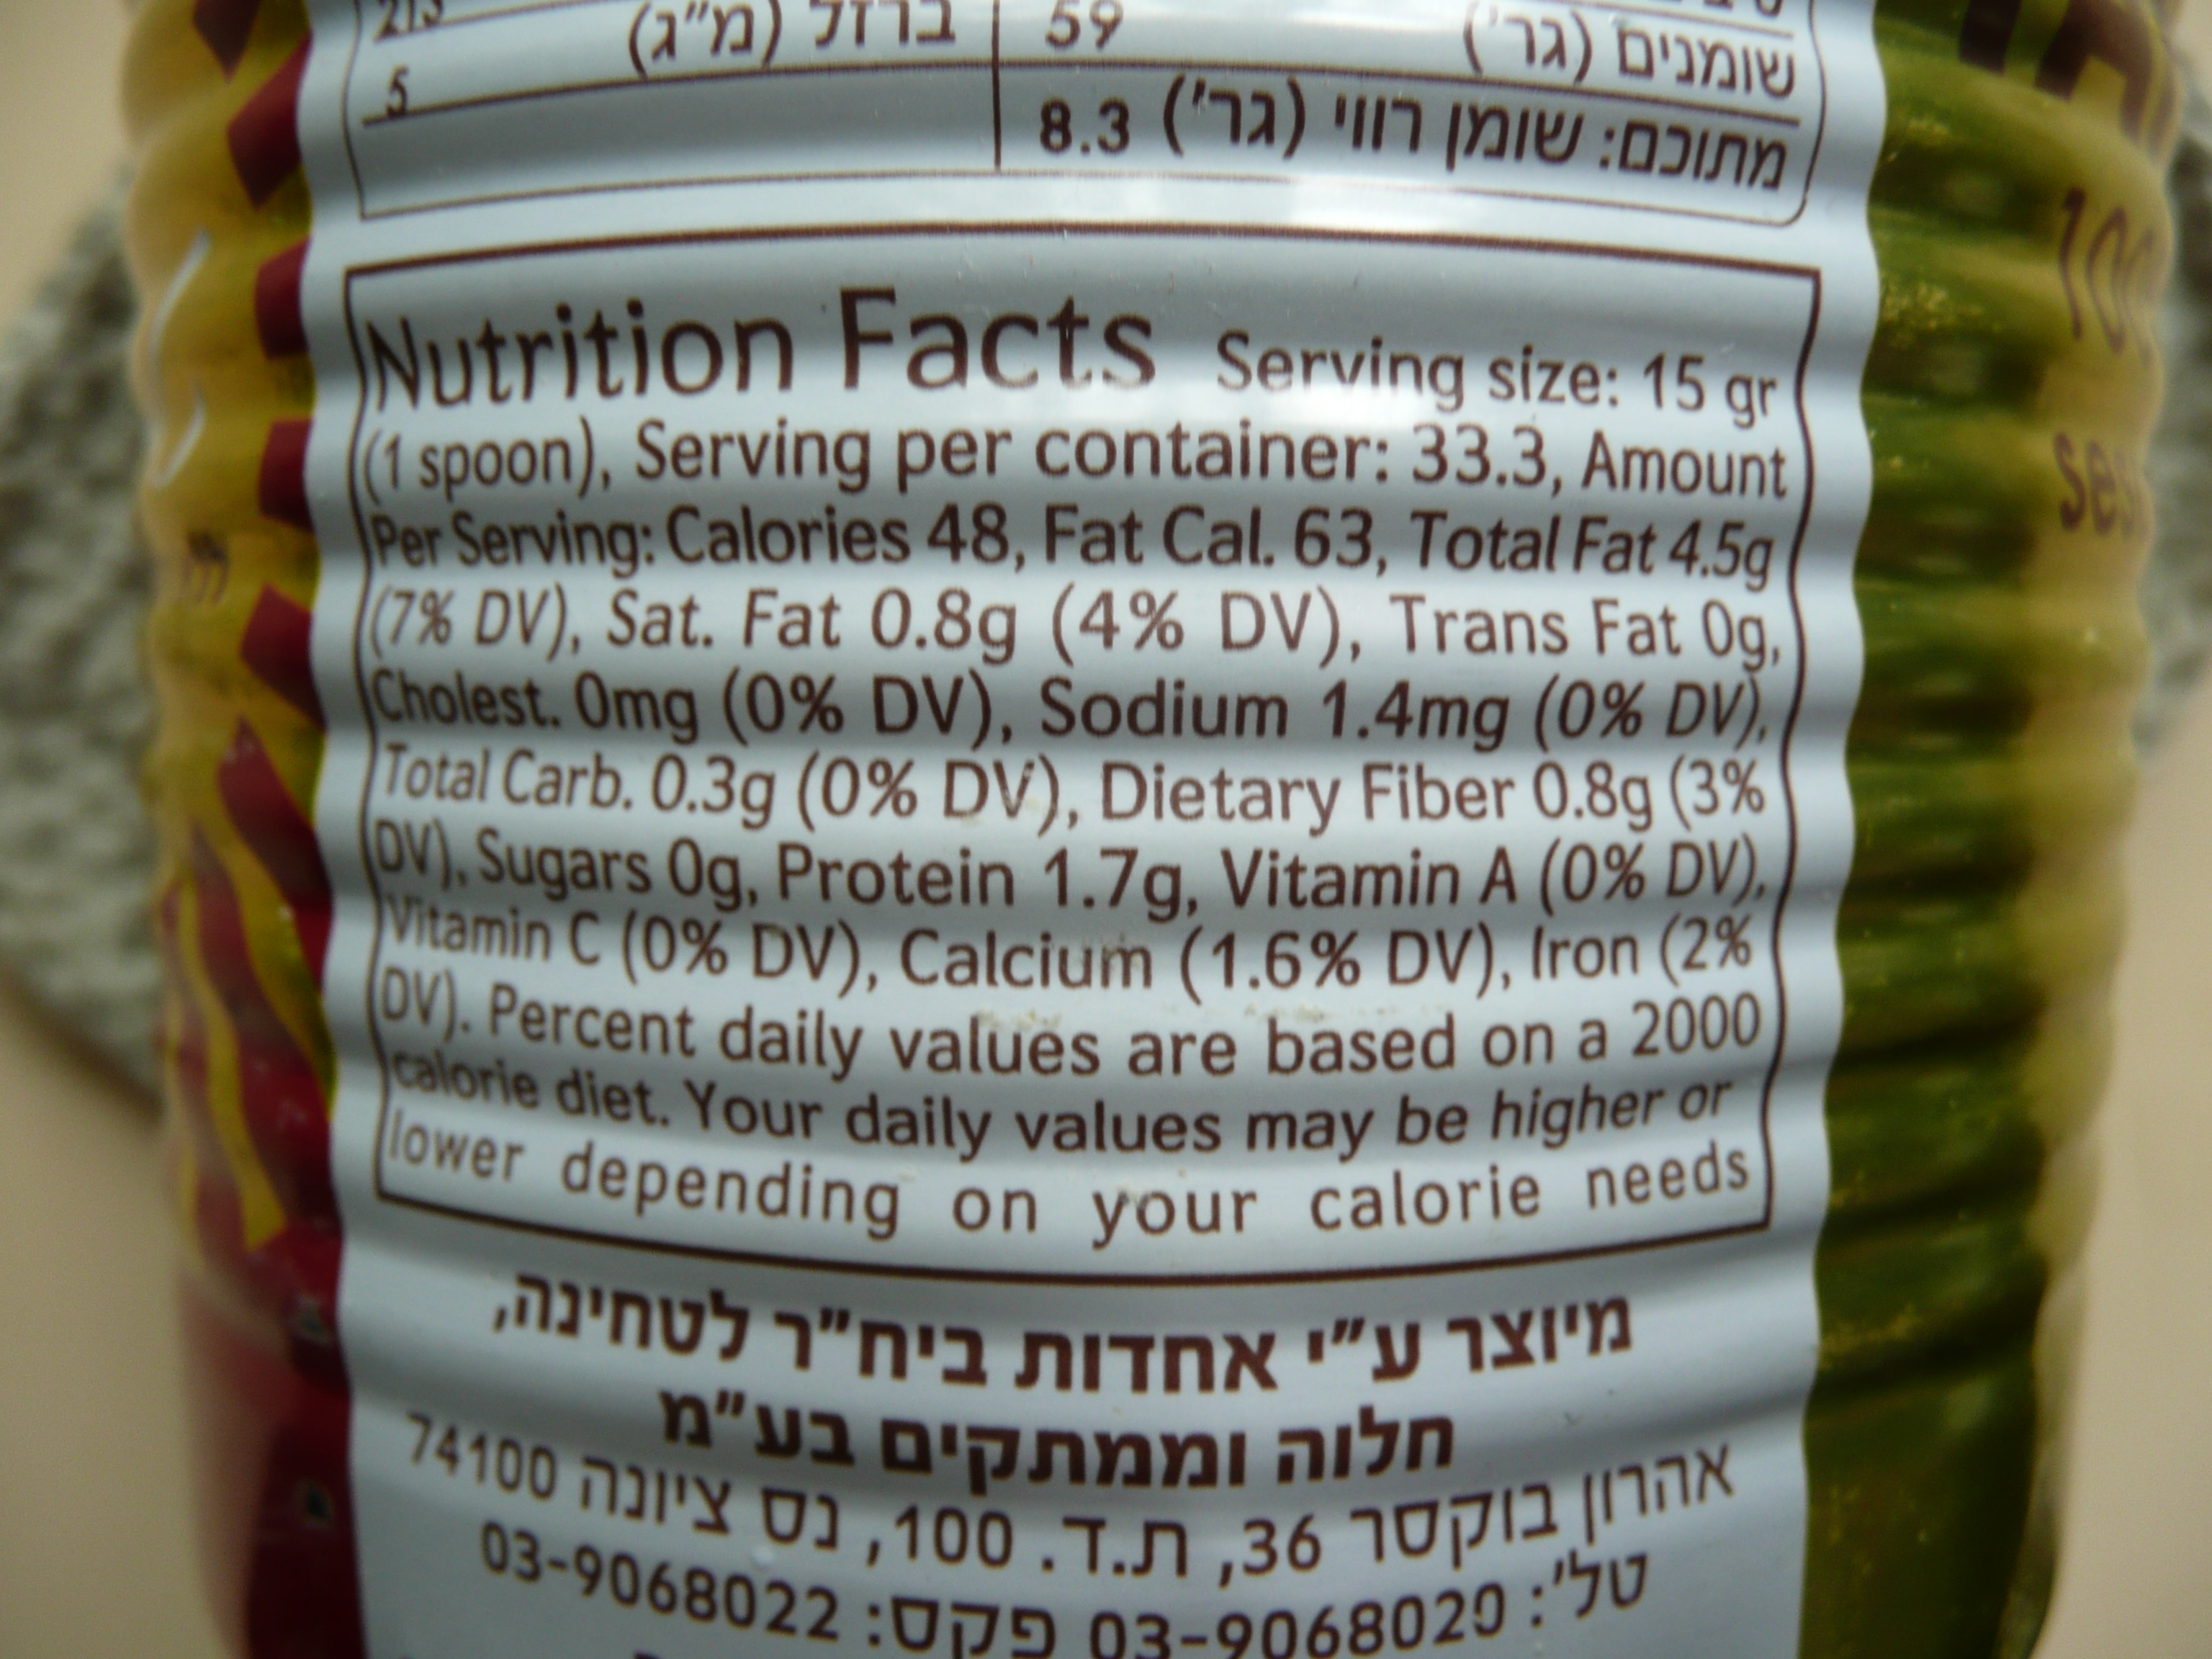 שומנים (גר') 59 ברזל (מ"ג)
מתוכם: שומן רווי (גר') 8.3 5
Nutrition Facts Serving size: 15 gr
(1 spoon), Serving per container: 33.3, Amount
Per Serving: Calories 48, Fat Cal. 63, Total Fat 4.5g
(7% DV), Sat. Fat 0.8g (4% DV), Trans Fat 0g,
Cholest. 0mg (0% DV), Sodium 1.4mg (0% DV),
Total Carb. 0.3g (0% DV), Dietary Fiber 0.8g (3%
DV), Sugars 0g, Protein 1.7g, Vitamin A (0% DV),
Vitamin C (0% DV), Calcium (1.6% DV), Iron (2%
DV). Percent daily values are based on a 2000
calorie diet. Your daily values may be higher or
lower depending on your calorie needs
מיוצר ע"י אחדות ביח"ר לטחינה,
חלוה וממתקים בע"מ
אהרון בוקסר 36, ת.ד. 100, נס ציונה 74100
טל': 03-9068020 פקס: 03-9068022